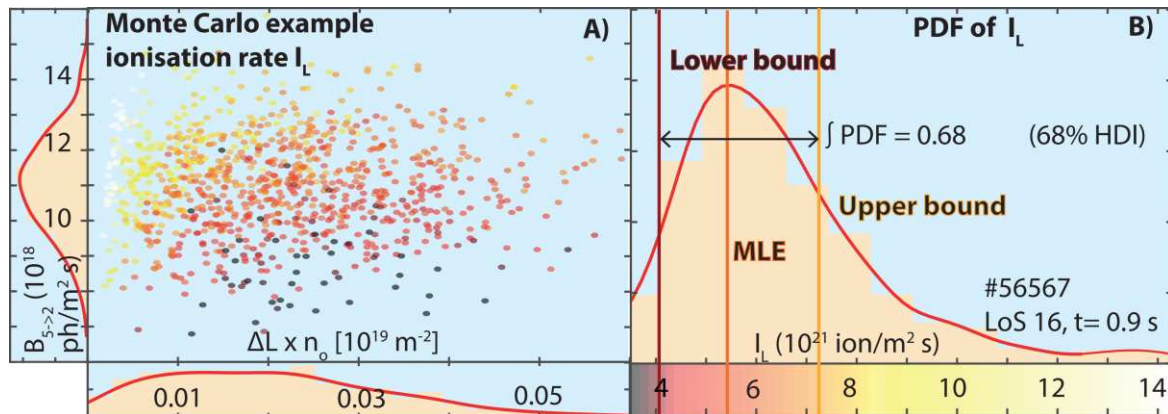 Monte Carlo example
ionisation rate I_L
A)
14
12
10
B_5->2 (10^18
ph/m^2 s)
ΔL x n_o [10^19 m^-2]
0.01
0.03
0.05
PDF of I_L
B)
Lower bound
∫ PDF = 0.68
(68% HDI)
Upper bound
MLE
#56567
LoS 16, t= 0.9 s
I_L (10^21 ion/m^2 s)
4
6
8
10
12
14